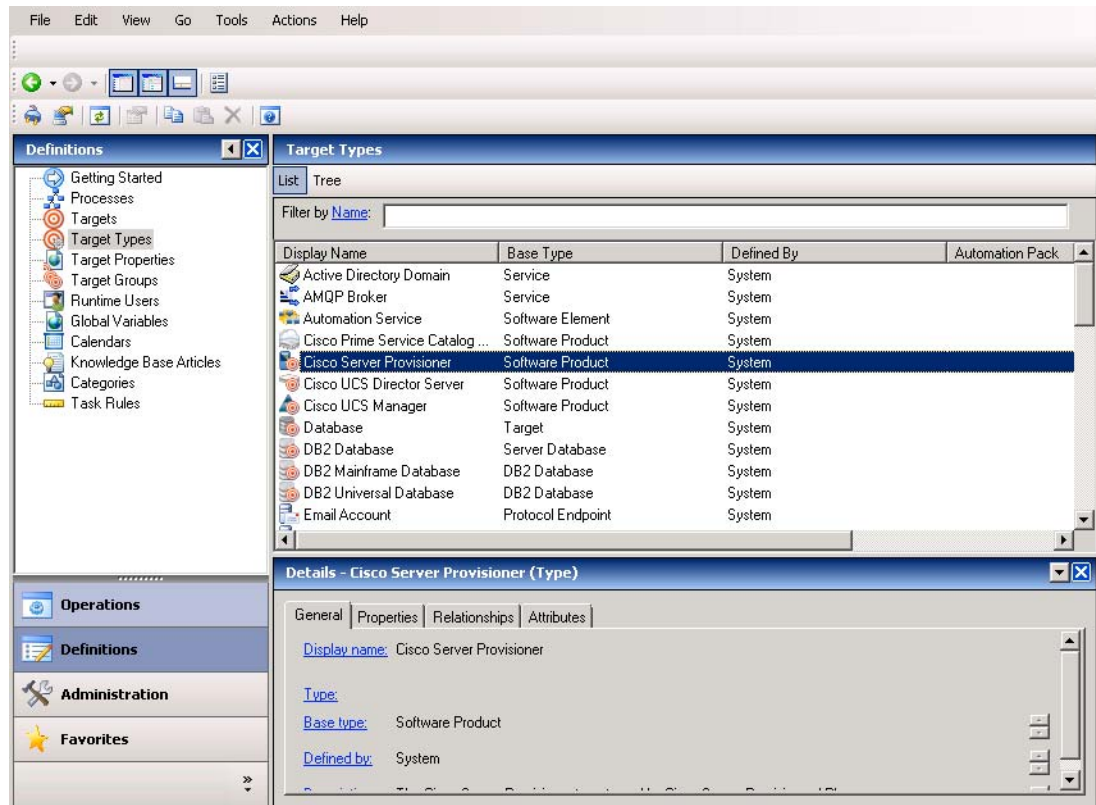 File Edit View Go Tools Actions Help
Definitions
Getting Started
Processes
Targets
Target Types
Target Properties
Target Groups
Runtime Users
Global Variables
Calendars
Knowledge Base Articles
Categories
Task Rules
Operations
Definitions
Administration
Favorites
»
Target Types
List Tree
Filter by Name:
Display Name Base Type Defined By Automation Pack
Active Directory Domain Service System
AMQP Broker Service System
Automation Service Software Element System
Cisco Prime Service Catalog ... Software Product System
Cisco Server Provisioner Software Product System
Cisco UCS Director Server Software Product System
Cisco UCS Manager Software Product System
Database Target System
DB2 Database Server Database System
DB2 Mainframe Database DB2 Database System
DB2 Universal Database DB2 Database System
Email Account Protocol Endpoint System
Details - Cisco Server Provisioner (Type)
General Properties Relationships Attributes
Display name: Cisco Server Provisioner
Type:
Base type: Software Product
Defined by: System